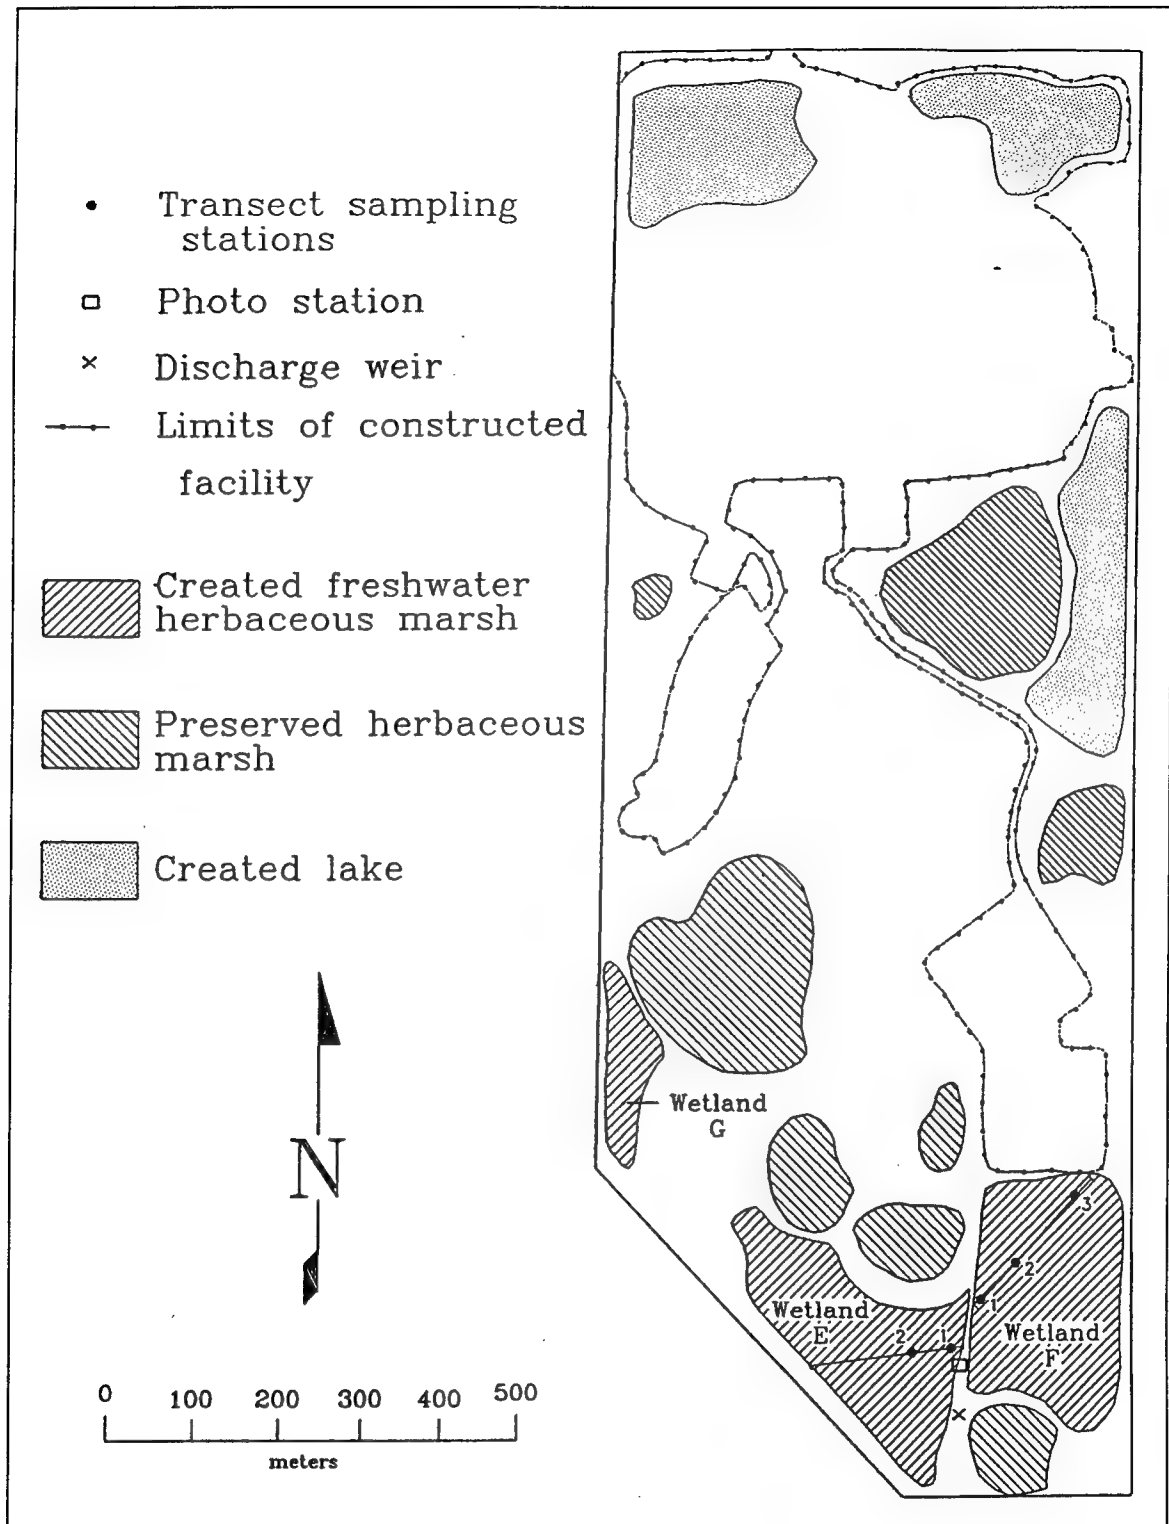 Transect sampling
stations
Photo station
Discharge weir
Limits of constructed
facility
Created freshwater
herbaceous marsh
Preserved herbaceous
marsh
Created lake
N
0 100 200 300 400 500
meters
Wetland
G
3
2
1
Wetland
F
Wetland
E
2 1